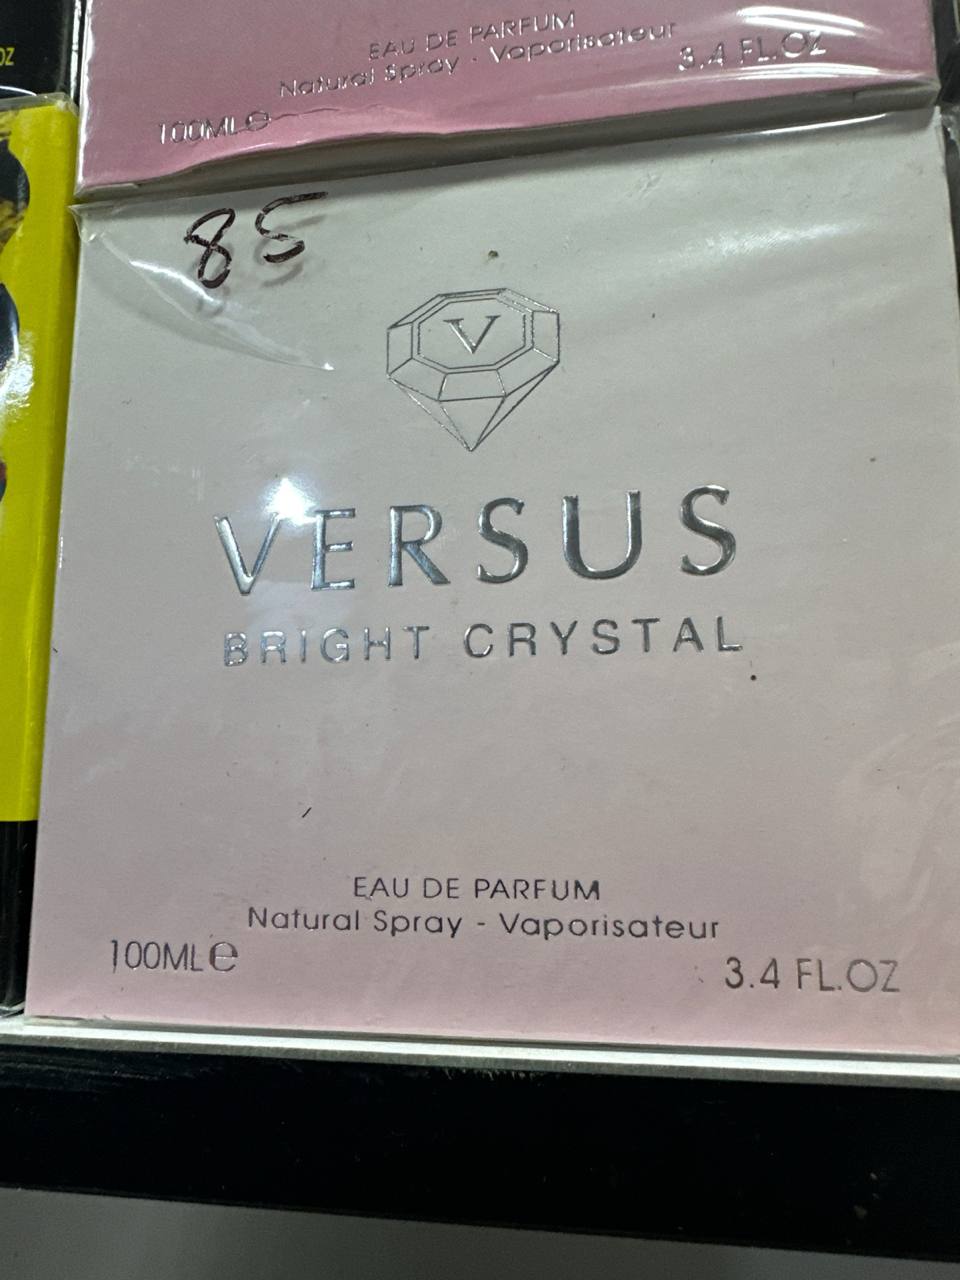 OZ
EAU DE PARFUM
Natural Spray - Vaporisateur
100ML e
3.4 FL.OZ
85
V
VERSUS
BRIGHT CRYSTAL
EAU DE PARFUM
Natural Spray - Vaporisateur
100ML e
3.4 FL.OZ